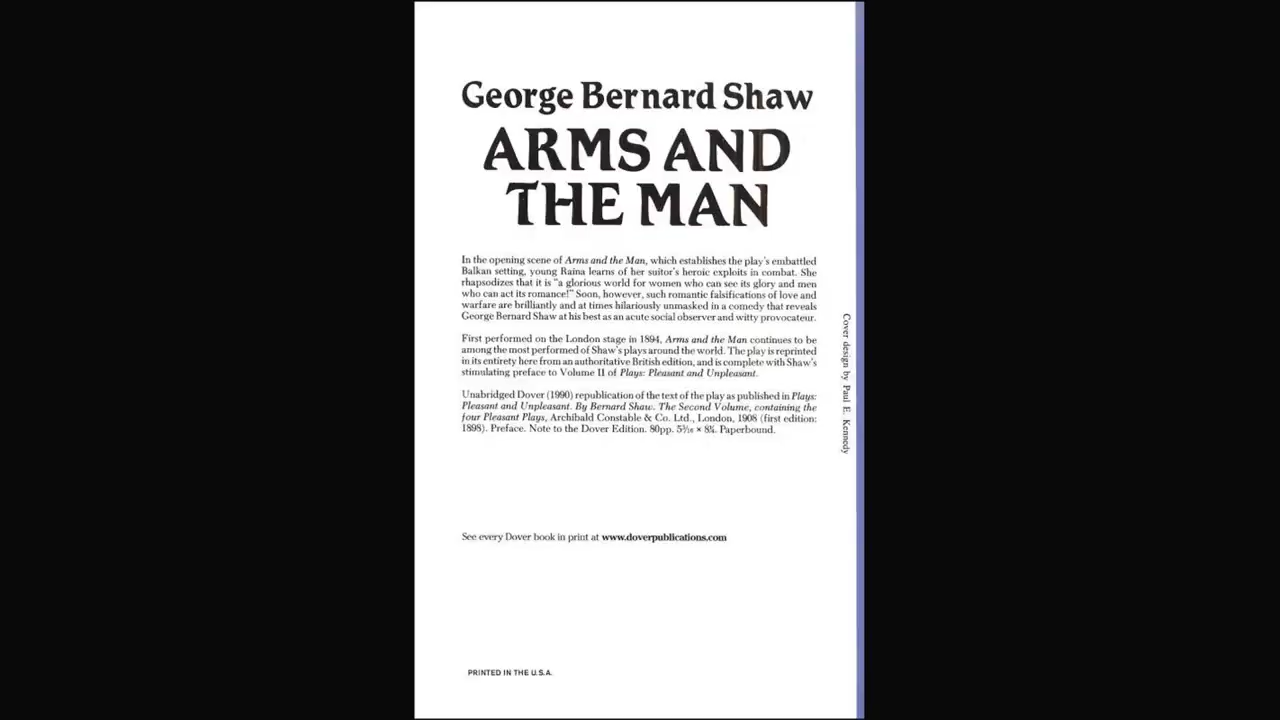 George Bernard Shaw
ARMS AND
THE MAN
In the opening scene of Arms and the Man, which establishes the play's embattled
Balkan setting, young Raina learns of her suitor's heroic exploits in combat. She
rhapsodizes that it is "a glorious world for women who can see its glory and men
who can act its romance!" Soon, however, such romantic falsifications of love and
warfare are brilliantly and at times hilariously unmasked in a comedy that reveals
George Bernard Shaw at his best as an acute social observer and witty provocateur.
First performed on the London stage in 1894, Arms and the Man continues to be
among the most performed of Shaw's plays around the world. The play is reprinted
in its entirety here from an authoritative British edition, and is complete with Shaw's
stimulating preface to Volume II of Plays: Pleasant and Unpleasant.
Unabridged Dover (1990) republication of the text of the play as published in Plays:
Pleasant and Unpleasant. By Bernard Shaw. The Second Volume, containing the
four Pleasant Plays, Archibald Constable & Co. Ltd., London, 1908 (first edition:
1898). Preface. Note to the Dover Edition. 80pp. 5³⁄₁₆ × 8¼. Paperbound.
See every Dover book in print at www.doverpublications.com
PRINTED IN THE U.S.A.
Cover design by Paul E. Kennedy